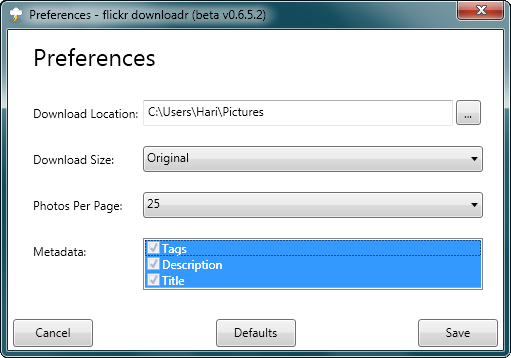 Preferences - flickr downloadr (beta v0.6.5.2)
Preferences
Download Location: C:\Users\Hari\Pictures ...
Download Size: Original
Photos Per Page: 25
Metadata: Tags
Description
Title
Cancel Defaults Save